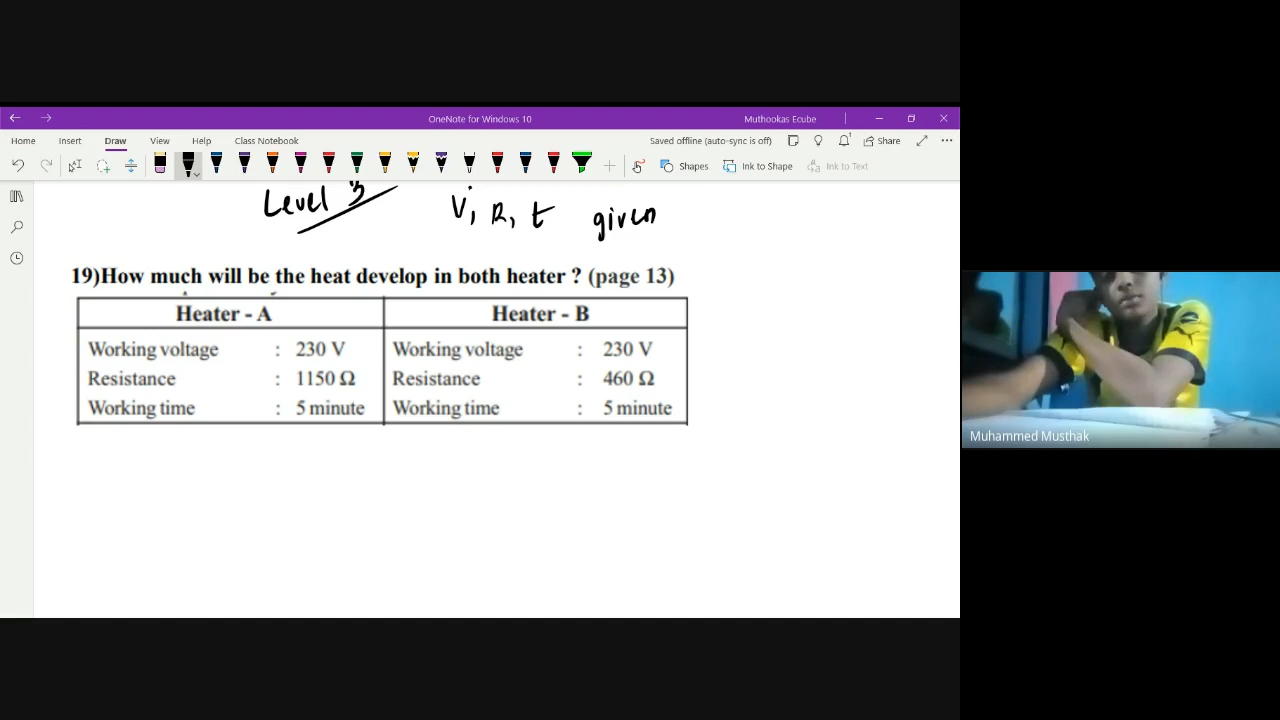 OneNote for Windows 10
Muthookas Ecube
Home Insert Draw View Help Class Notebook
Saved offline (auto-sync is off)
Share
Shapes
Ink to Shape
Ink to Text
Level 3
V, R, t given
19)How much will be the heat develop in both heater ? (page 13)
Heater - A Heater - B
Working voltage : 230 V Working voltage : 230 V
Resistance : 1150 Ω Resistance : 460 Ω
Working time : 5 minute Working time : 5 minute
Muhammed Musthak